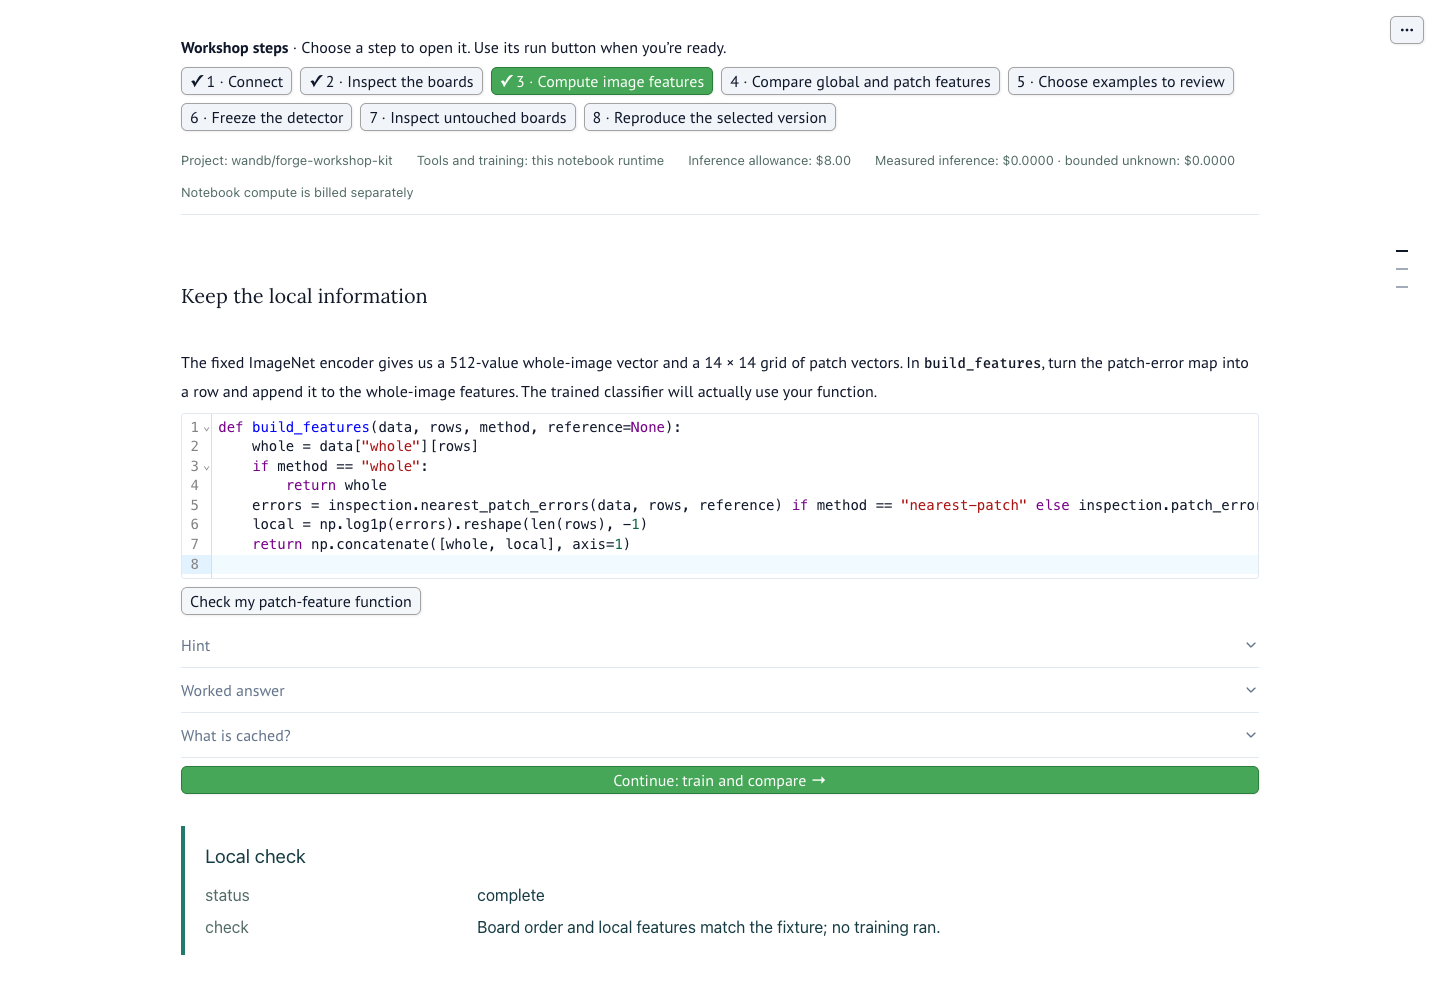 Workshop steps · Choose a step to open it. Use its run button when you're ready.
✓ 1 · Connect ✓ 2 · Inspect the boards ✓ 3 · Compute image features 4 · Compare global and patch features 5 · Choose examples to review
6 · Freeze the detector 7 · Inspect untouched boards 8 · Reproduce the selected version
Project: wandb/forge-workshop-kit Tools and training: this notebook runtime Inference allowance: $8.00 Measured inference: $0.0000 · bounded unknown: $0.0000
Notebook compute is billed separately
Keep the local information
The fixed ImageNet encoder gives us a 512-value whole-image vector and a 14 × 14 grid of patch vectors. In build_features, turn the patch-error map into
a row and append it to the whole-image features. The trained classifier will actually use your function.
1 def build_features(data, rows, method, reference=None):
2     whole = data["whole"][rows]
3     if method == "whole":
4         return whole
5     errors = inspection.nearest_patch_errors(data, rows, reference) if method == "nearest-patch" else inspection.patch_error
6     local = np.log1p(errors).reshape(len(rows), -1)
7     return np.concatenate([whole, local], axis=1)
8
Check my patch-feature function
Hint
Worked answer
What is cached?
Continue: train and compare →
Local check
status complete
check Board order and local features match the fixture; no training ran.